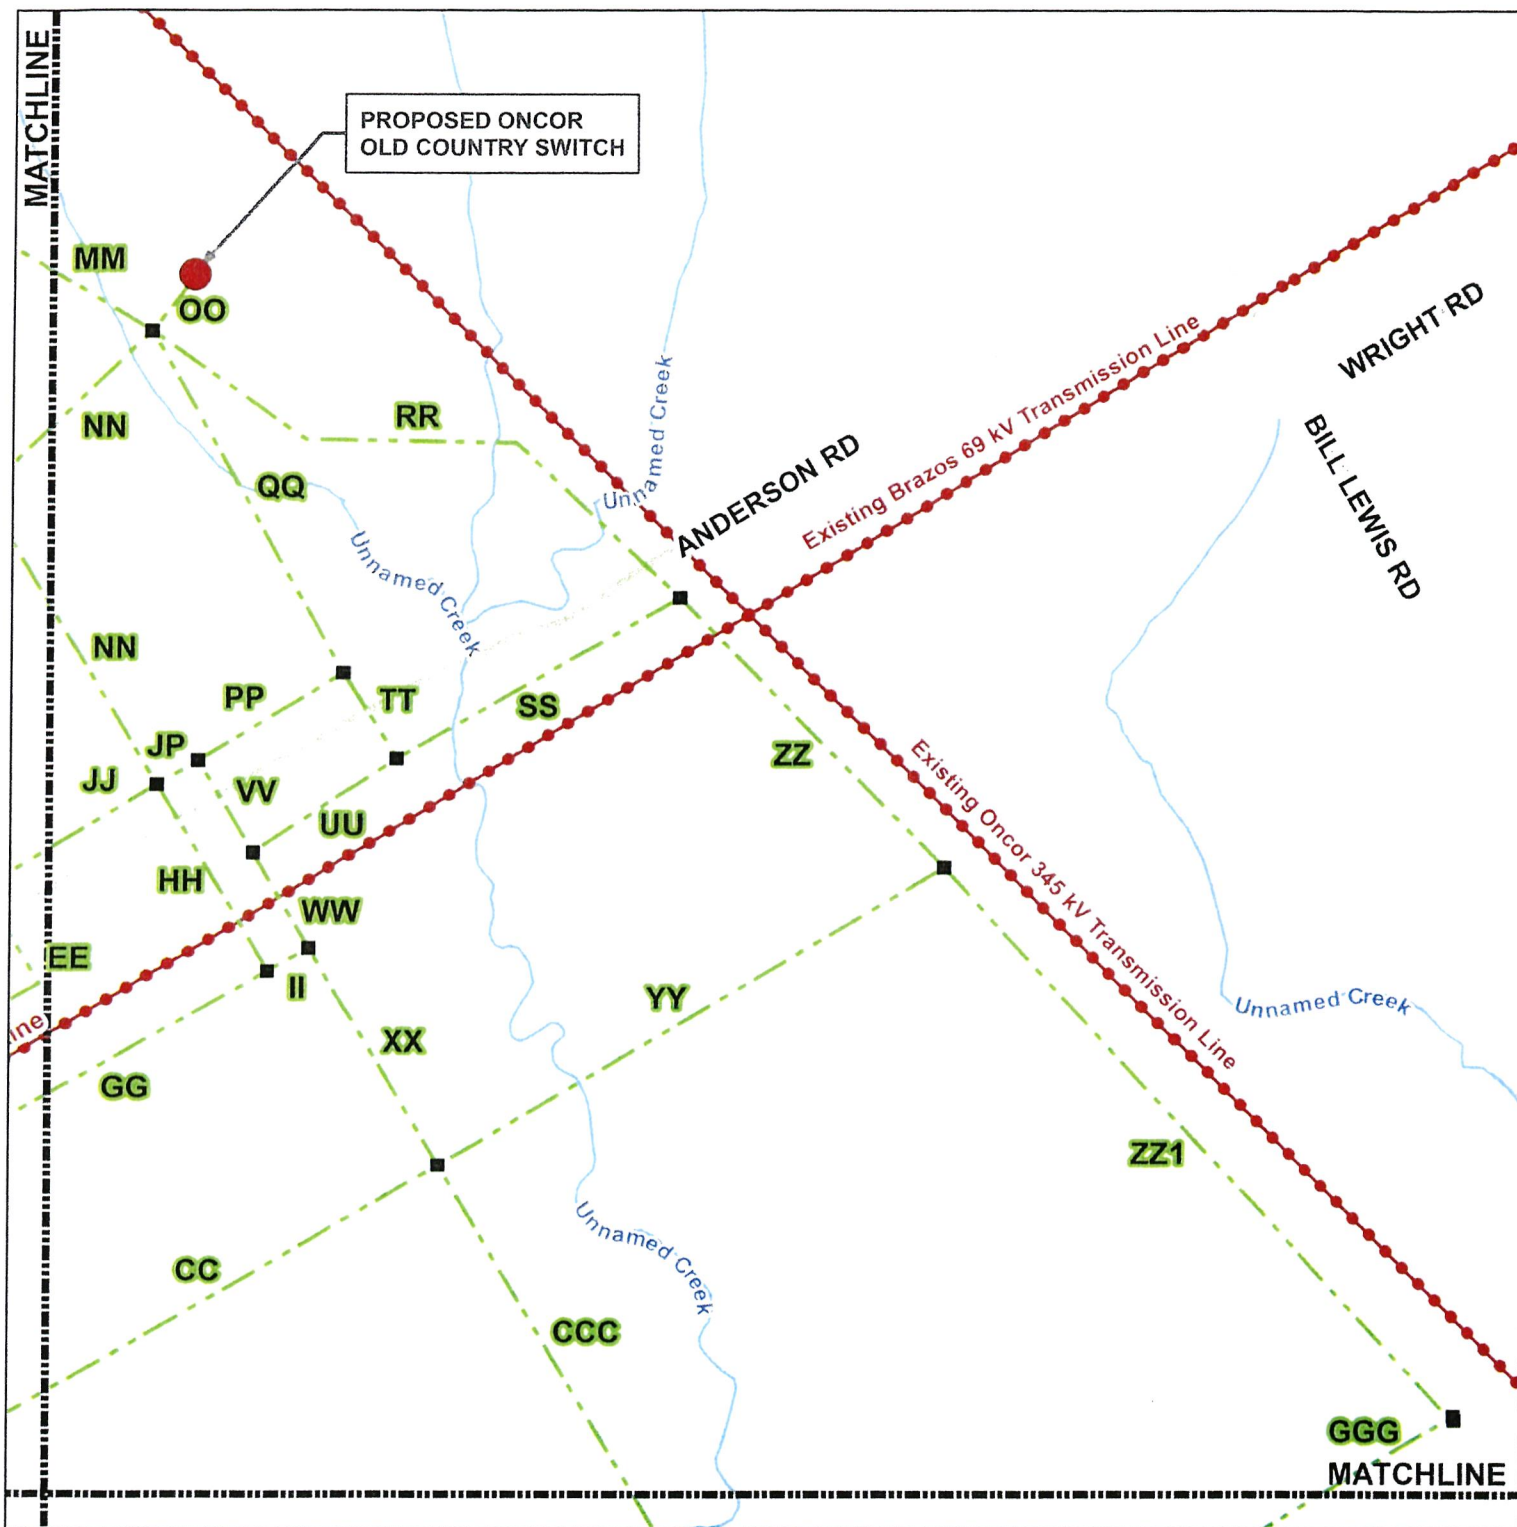 MATCHLINE
PROPOSED ONCOR
OLD COUNTRY SWITCH
MM
OO
NN
RR
QQ
Unnamed Creek
Unnamed Creek
ANDERSON RD
Existing Brazos 69 kV Transmission Line
WRIGHT RD
BILL LEWIS RD
NN
PP
TT
SS
JP
JJ
VV
UU
ZZ
HH
WW
EE
II
Existing Oncor 345 kV Transmission Line
YY
Unnamed Creek
ine
XX
GG
ZZ1
Unnamed Creek
CC
CCC
GGG
MATCHLINE